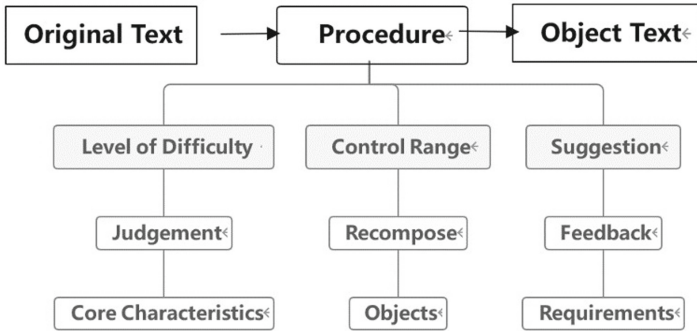 Original Text
Procedure
Object Text
Level of Difficulty
Control Range
Suggestion
Judgement
Recompose
Feedback
Core Characteristics
Objects
Requirements